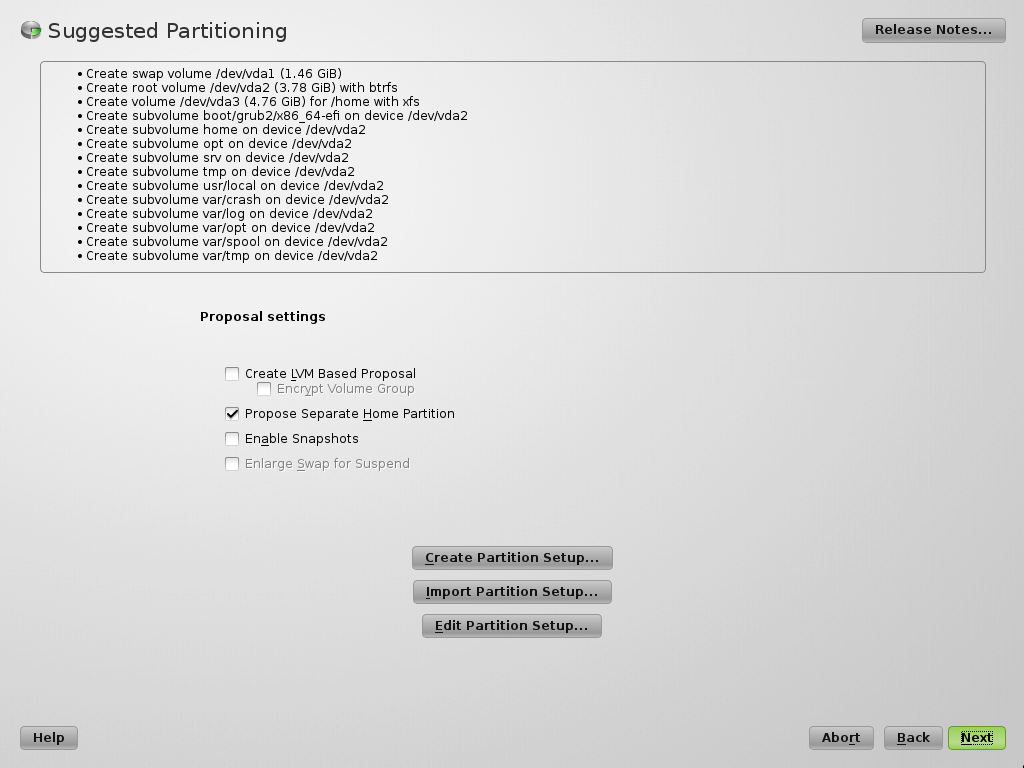 Suggested Partitioning
Release Notes...
• Create swap volume /dev/vda1 (1.46 GiB)
• Create root volume /dev/vda2 (3.78 GiB) with btrfs
• Create volume /dev/vda3 (4.76 GiB) for /home with xfs
• Create subvolume boot/grub2/x86_64-efi on device /dev/vda2
• Create subvolume home on device /dev/vda2
• Create subvolume opt on device /dev/vda2
• Create subvolume srv on device /dev/vda2
• Create subvolume tmp on device /dev/vda2
• Create subvolume usr/local on device /dev/vda2
• Create subvolume var/crash on device /dev/vda2
• Create subvolume var/log on device /dev/vda2
• Create subvolume var/opt on device /dev/vda2
• Create subvolume var/spool on device /dev/vda2
• Create subvolume var/tmp on device /dev/vda2
Proposal settings
Create LVM Based Proposal
Encrypt Volume Group
Propose Separate Home Partition
Enable Snapshots
Enlarge Swap for Suspend
Create Partition Setup...
Import Partition Setup...
Edit Partition Setup...
Help
Abort
Back
Next